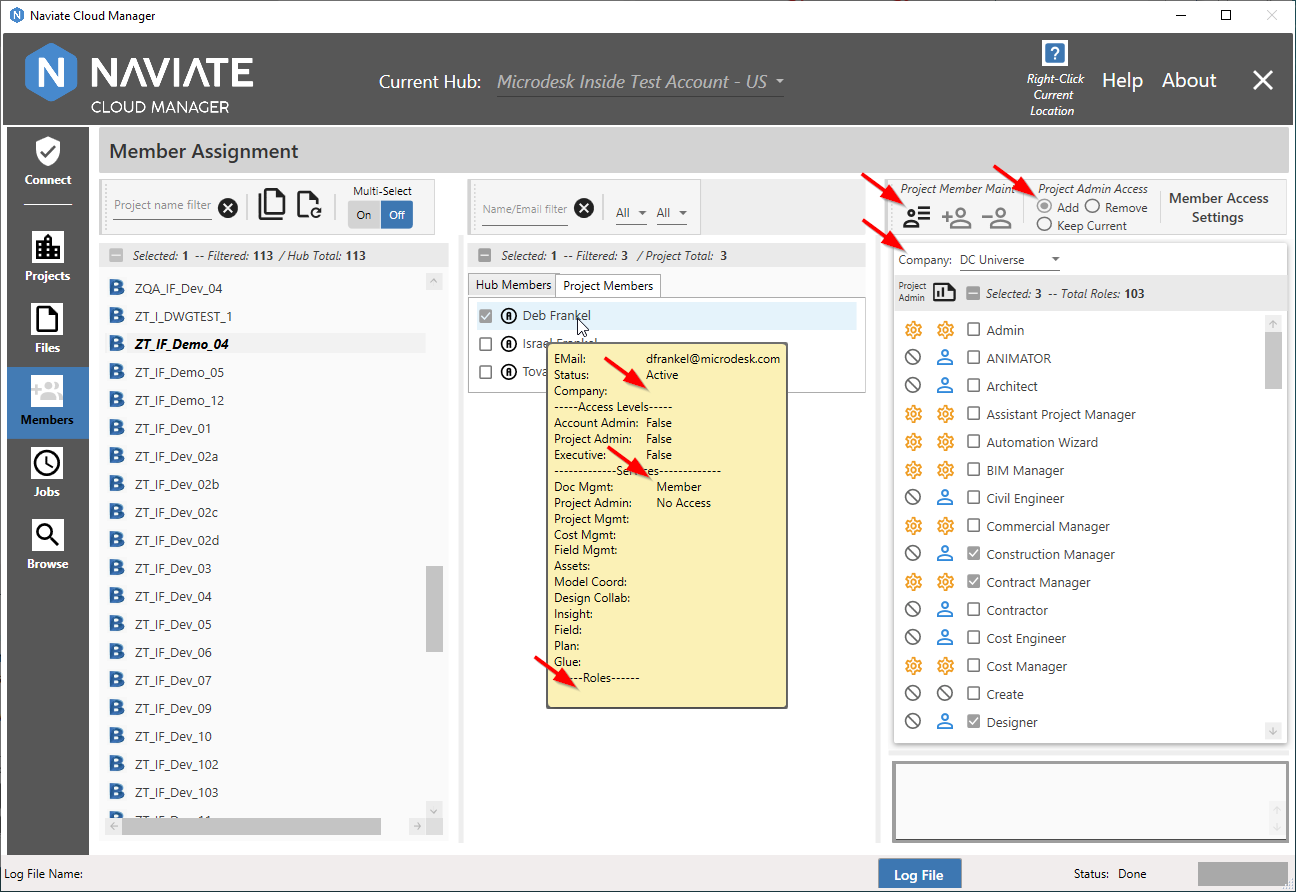 Naviate Cloud Manager
NAVIATE
CLOUD MANAGER
Current Hub: Microdesk Inside Test Account - US
?
Right-Click
Current
Location
Help
About
Connect
Projects
Files
Members
Jobs
Browse
Member Assignment
Project name filter
Multi-Select
On
Off
Selected: 1 -- Filtered: 113 / Hub Total: 113
ZQA_IF_Dev_04
ZT_I_DWGTEST_1
ZT_IF_Demo_04
ZT_IF_Demo_05
ZT_IF_Demo_12
ZT_IF_Dev_01
ZT_IF_Dev_02a
ZT_IF_Dev_02b
ZT_IF_Dev_02c
ZT_IF_Dev_02d
ZT_IF_Dev_03
ZT_IF_Dev_04
ZT_IF_Dev_05
ZT_IF_Dev_06
ZT_IF_Dev_07
ZT_IF_Dev_09
ZT_IF_Dev_10
ZT_IF_Dev_102
ZT_IF_Dev_103
Name/Email filter
All
All
Selected: 1 -- Filtered: 3 / Project Total: 3
Hub Members
Project Members
Deb Frankel
EMail: dfrankel@microdesk.com
Status: Active
Company:
-----Access Levels-----
Account Admin: False
Project Admin: False
Executive: False
Doc Mgmt: Member
Project Admin: No Access
Project Mgmt:
Cost Mgmt:
Field Mgmt:
Assets:
Model Coord:
Design Collab:
Insight:
Field:
Plan:
Glue:
Roles------
Project Member Maint
Project Admin Access
Add
Remove
Keep Current
Member Access
Settings
Company: DC Universe
Project
Admin
Selected: 3 -- Total Roles: 103
Admin
ANIMATOR
Architect
Assistant Project Manager
Automation Wizard
BIM Manager
Civil Engineer
Commercial Manager
Construction Manager
Contract Manager
Contractor
Cost Engineer
Cost Manager
Create
Designer
Log File Name:
Log File
Status: Done